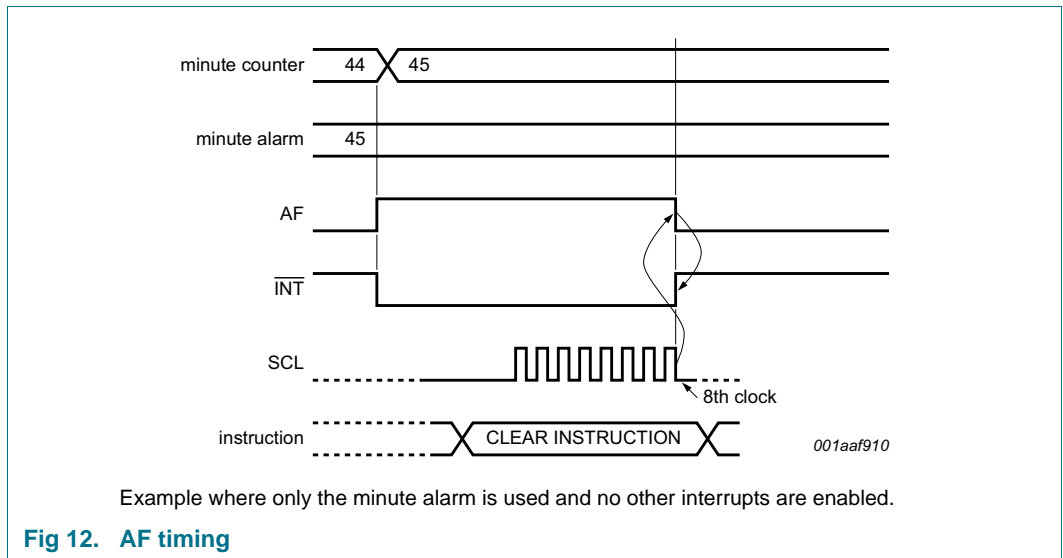 minute counter 44 45
minute alarm 45
AF
INT
SCL
8th clock
instruction CLEAR INSTRUCTION
001aaf910
Example where only the minute alarm is used and no other interrupts are enabled.
Fig 12. AF timing